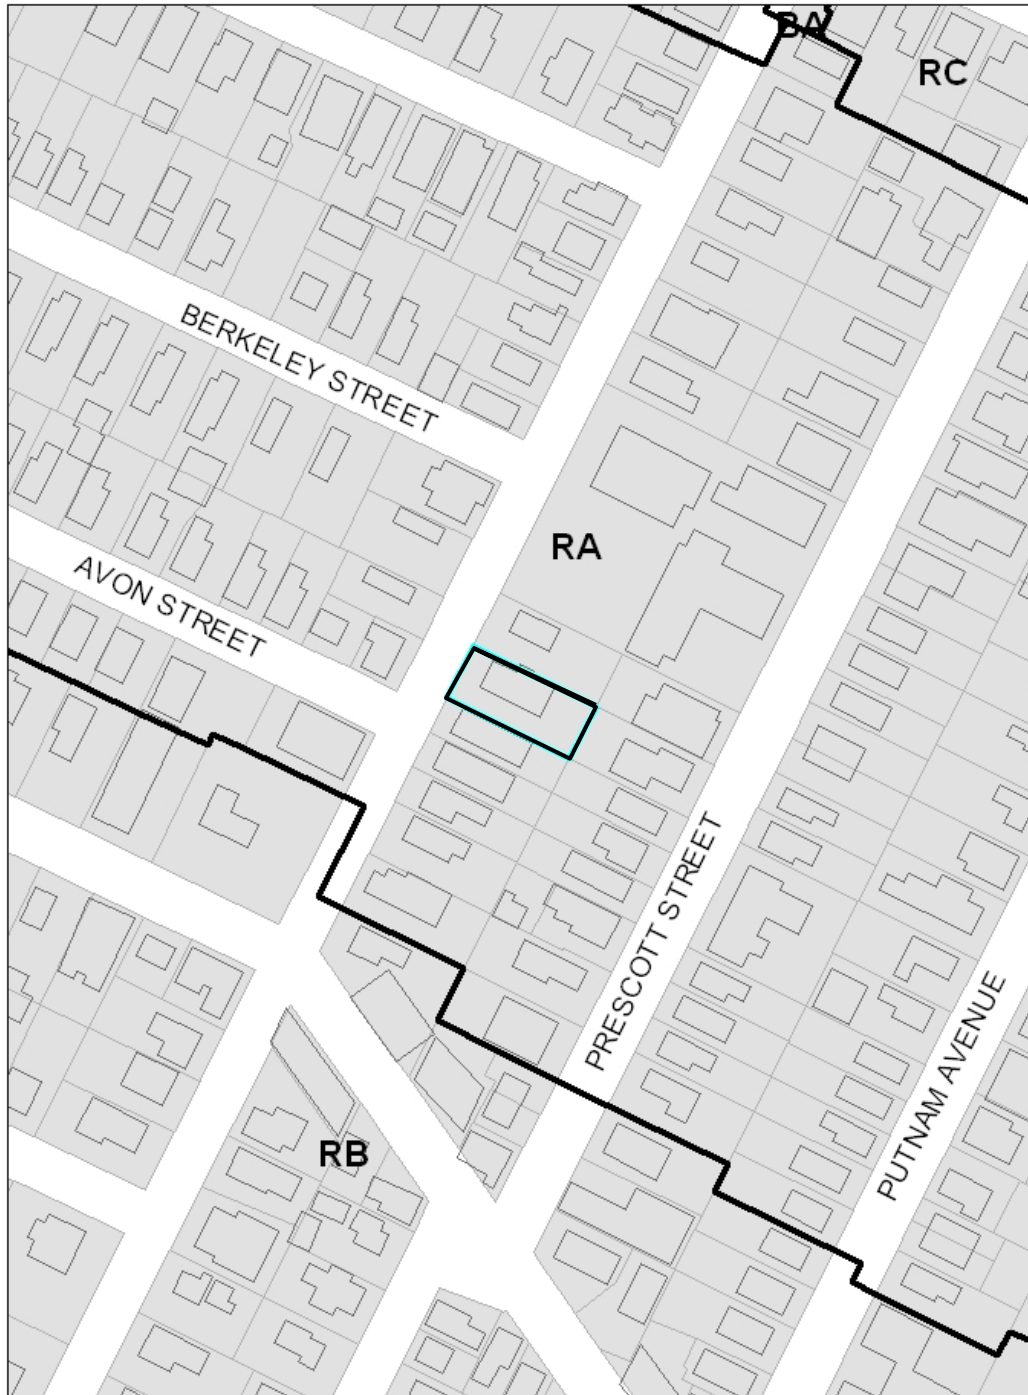 BA
RC
BERKELEY STREET
RA
AVON STREET
PRESCOTT STREET
PUTNAM AVENUE
RB